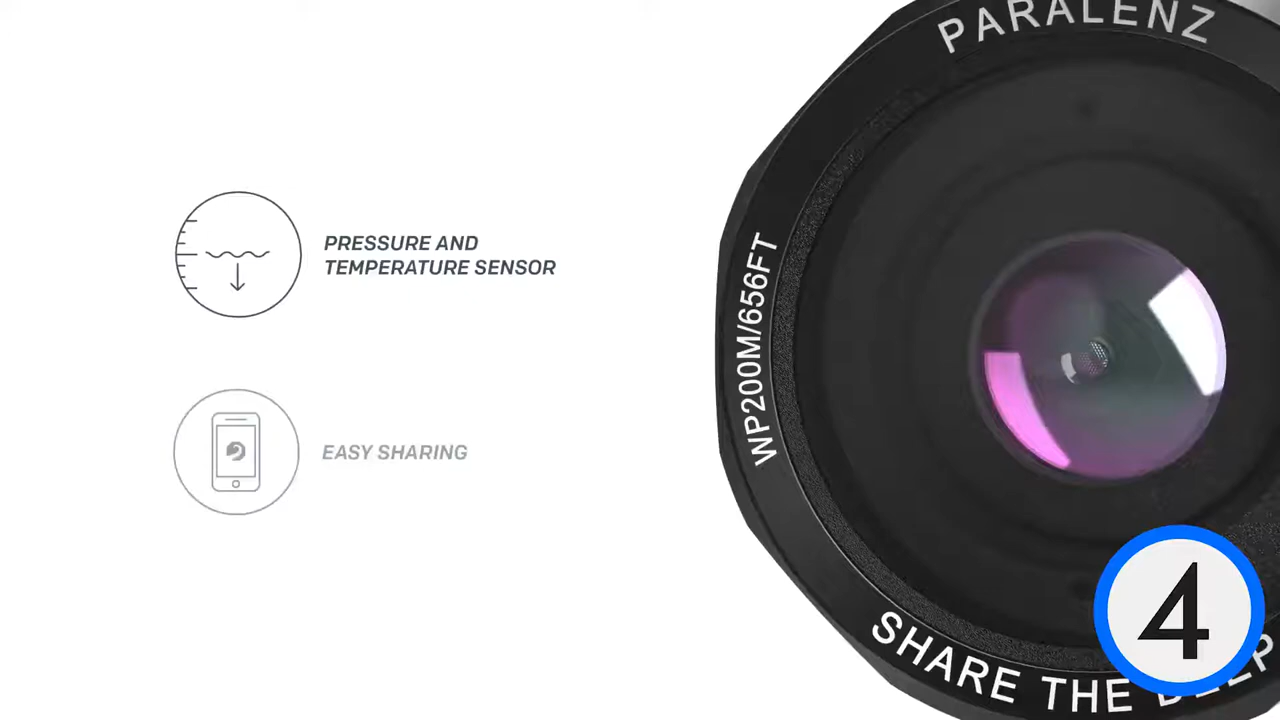 PARALENZ
PRESSURE AND
TEMPERATURE SENSOR
WP200M/656FT
EASY SHARING
4
SHARE THE